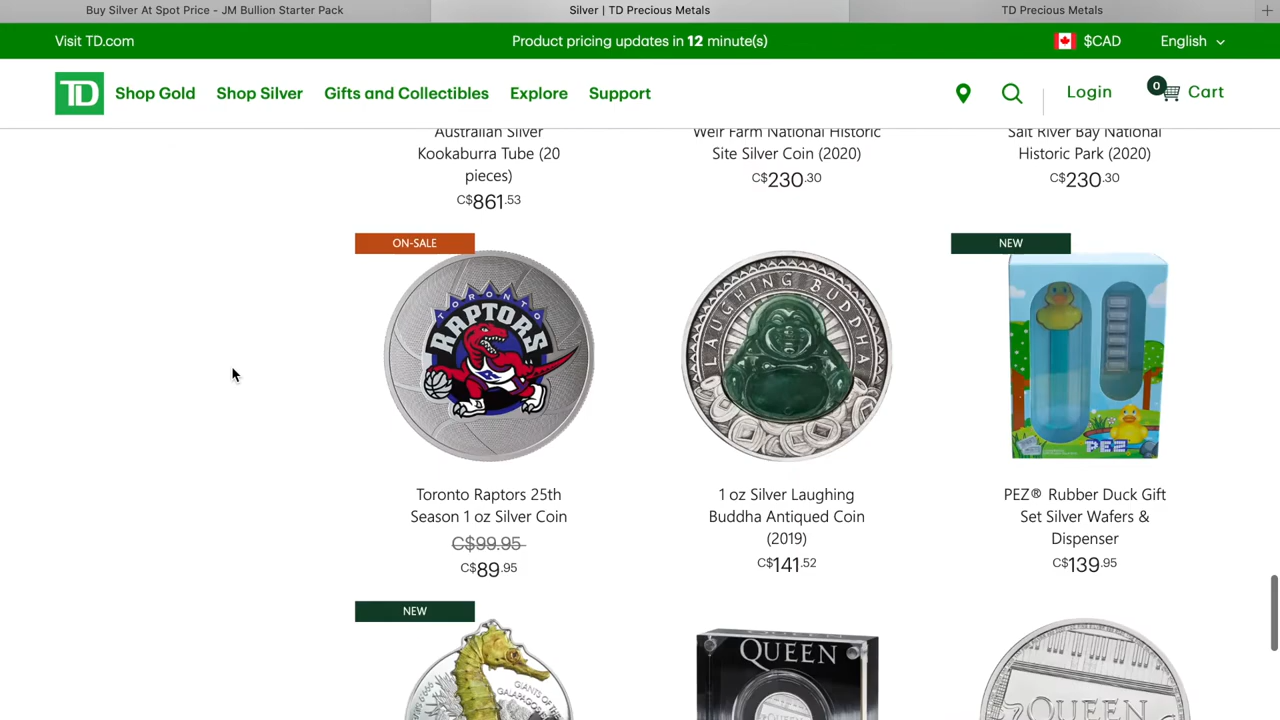 Buy Silver At Spot Price - JM Bullion Starter Pack
Silver | TD Precious Metals
TD Precious Metals
Visit TD.com
Product pricing updates in 12 minute(s)
$CAD
English
TD
Shop Gold
Shop Silver
Gifts and Collectibles
Explore
Support
Login
0
Cart
Australian Silver
Kookaburra Tube (20
pieces)
C$861.53
Weir Farm National Historic
Site Silver Coin (2020)
C$230.30
Salt River Bay National
Historic Park (2020)
C$230.30
ON-SALE
TORONTO
RAPTORS
Toronto Raptors 25th
Season 1 oz Silver Coin
C$99.95
C$89.95
LAUGHING BUDDHA
1 oz Silver Laughing
Buddha Antiqued Coin
(2019)
C$141.52
NEW
PEZ
PEZ® Rubber Duck Gift
Set Silver Wafers &
Dispenser
C$139.95
NEW
GIANTS OF
GALAPAGOS
QUEEN
QUEEN